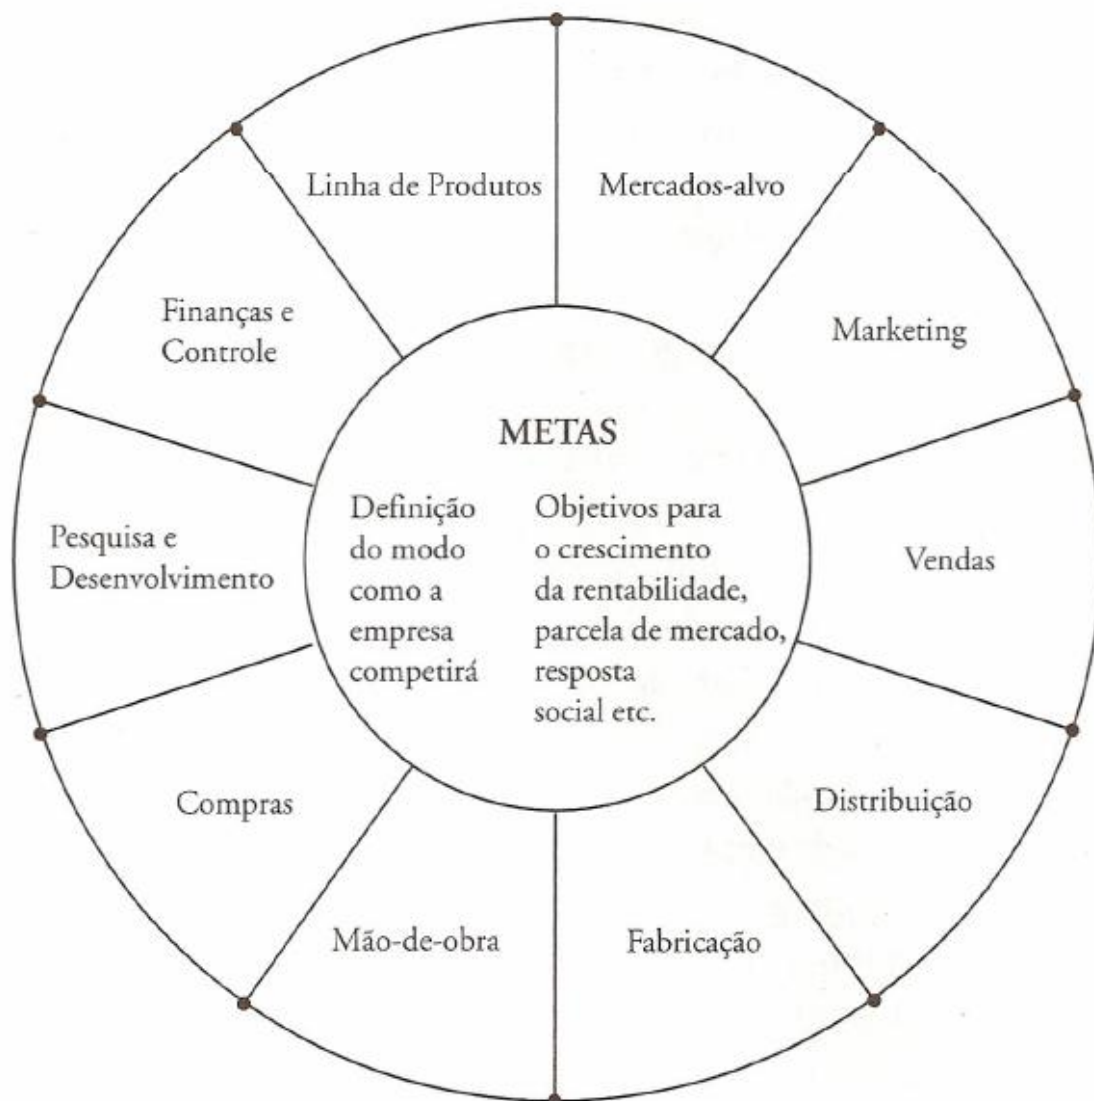 Linha de Produtos
Mercados-alvo
Marketing
Vendas
Distribuição
Fabricação
Mão-de-obra
Compras
Pesquisa e
Desenvolvimento
Finanças e
Controle
METAS
Definição
do modo
como a
empresa
competirá
Objetivos para
o crescimento
da rentabilidade,
parcela de mercado,
resposta
social etc.